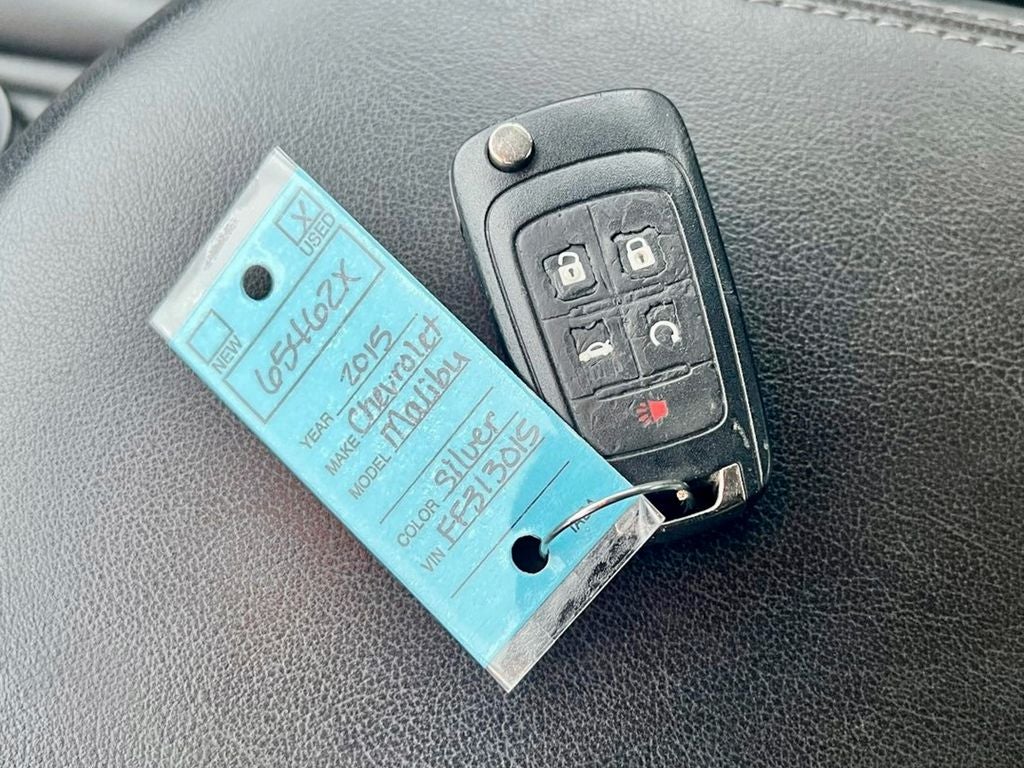 X
USED
NEW
65462X
YEAR 2015
MAKE Chevrolet
MODEL Malibu
COLOR Silver
VIN FF313015